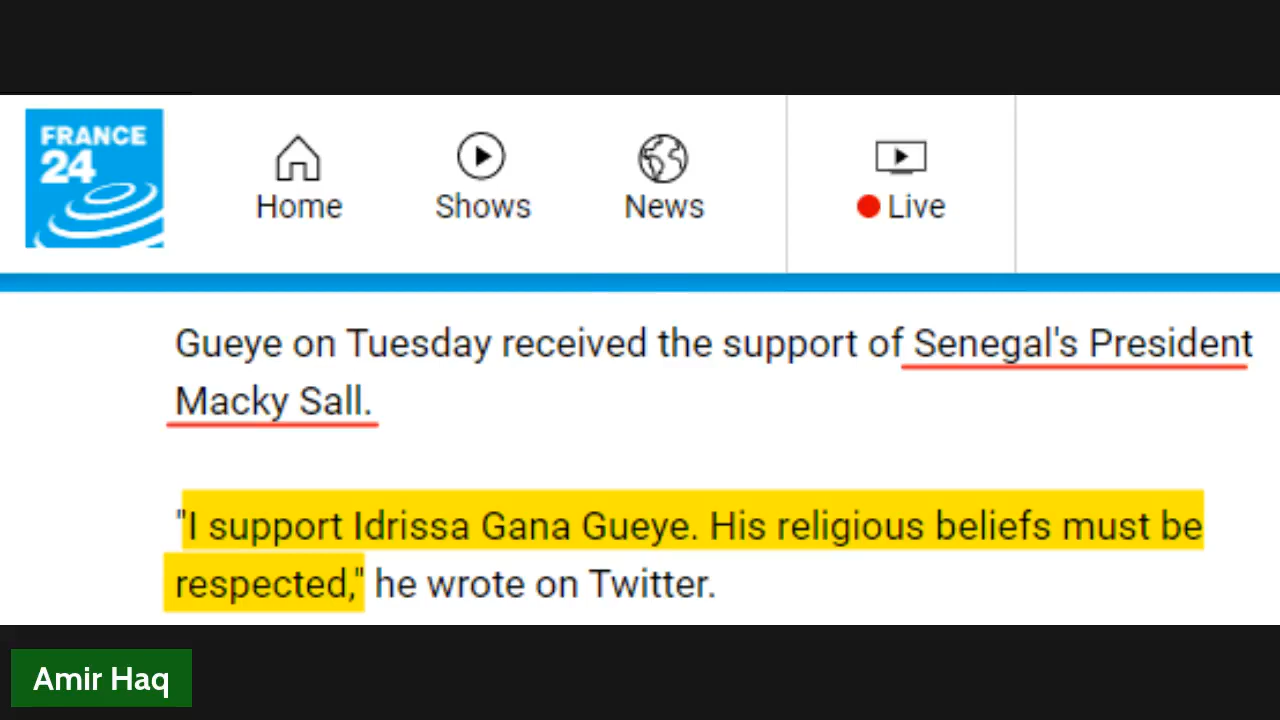 FRANCE
24
Home
Shows
News
Live
Gueye on Tuesday received the support of Senegal's President
Macky Sall.
"I support Idrissa Gana Gueye. His religious beliefs must be
respected," he wrote on Twitter.
Amir Haq